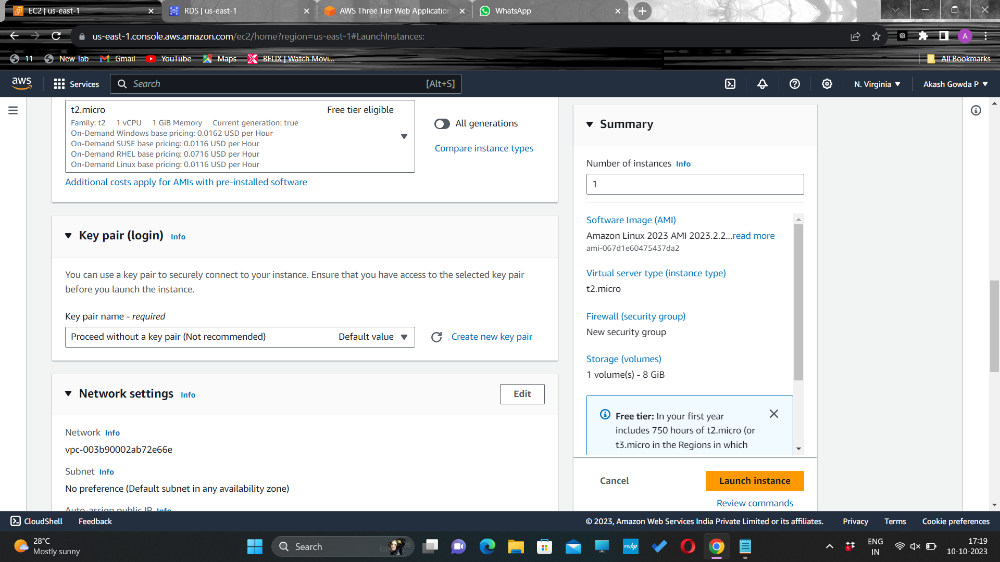 EC2 | us-east-1
RDS | us-east-1
AWS Three Tier Web Application
WhatsApp
us-east-1.console.aws.amazon.com/ec2/home?region=us-east-1#LaunchInstances:
A
11
New Tab
Gmail
YouTube
Maps
BFLIX | Watch Movi...
All Bookmarks
aws
Services
Search
[Alt+S]
N. Virginia
Akash Gowda P
t2.micro
Free tier eligible
Family: t2 1 vCPU 1 GiB Memory Current generation: true
On-Demand Windows base pricing: 0.0162 USD per Hour
On-Demand SUSE base pricing: 0.0116 USD per Hour
On-Demand RHEL base pricing: 0.0716 USD per Hour
On-Demand Linux base pricing: 0.0116 USD per Hour
All generations
Compare instance types
Additional costs apply for AMIs with pre-installed software
Key pair (login) Info
You can use a key pair to securely connect to your instance. Ensure that you have access to the selected key pair
before you launch the instance.
Key pair name - required
Proceed without a key pair (Not recommended)
Default value
Create new key pair
Network settings Info
Edit
Network Info
vpc-003b90002ab72e66e
Subnet Info
No preference (Default subnet in any availability zone)
Auto-assign public IP Info
Summary
Number of instances Info
1
Software Image (AMI)
Amazon Linux 2023 AMI 2023.2.2...read more
ami-067d1e60475437da2
Virtual server type (instance type)
t2.micro
Firewall (security group)
New security group
Storage (volumes)
1 volume(s) - 8 GiB
Free tier: In your first year
includes 750 hours of t2.micro (or
t3.micro in the Regions in which
Cancel
Launch instance
Review commands
CloudShell
Feedback
© 2023, Amazon Web Services India Private Limited or its affiliates.
Privacy
Terms
Cookie preferences
28°C
Mostly sunny
Search
myhp
1
ENG
IN
17:19
10-10-2023